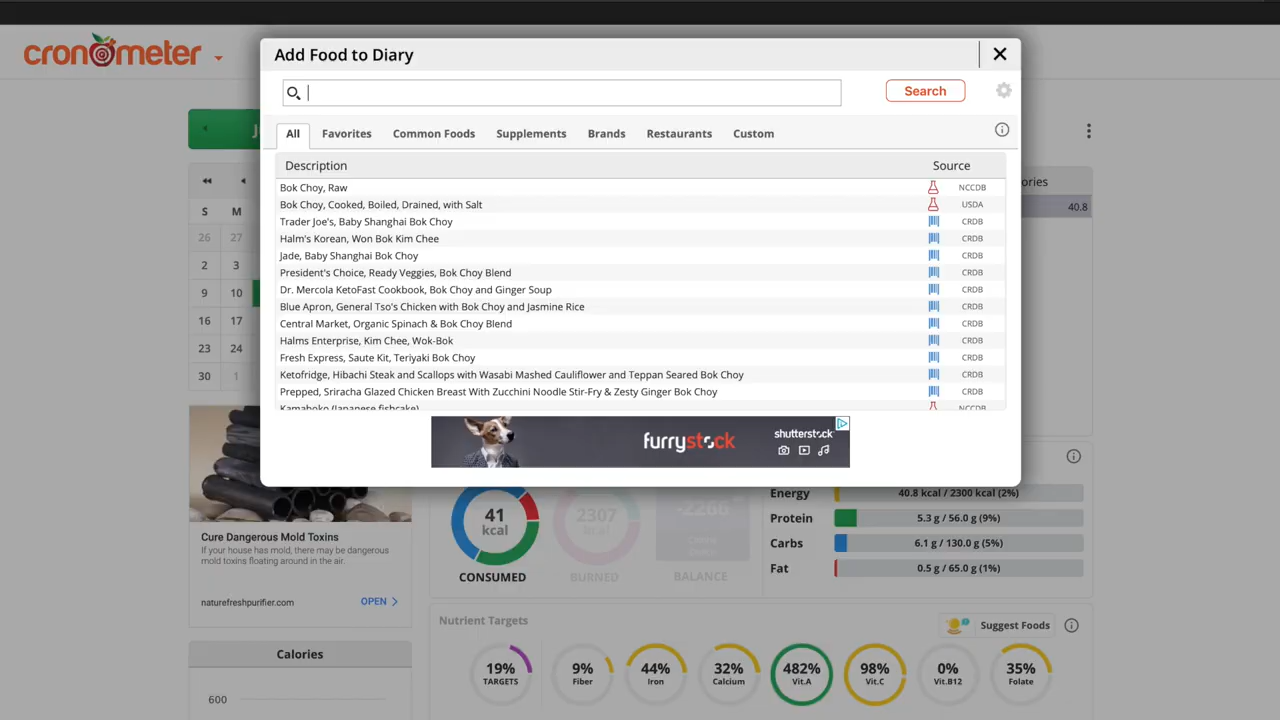 cronometer
Add Food to Diary
Search
All Favorites Common Foods Supplements Brands Restaurants Custom
Description Source
Bok Choy, Raw NCCDB
Bok Choy, Cooked, Boiled, Drained, with Salt USDA
Trader Joe's, Baby Shanghai Bok Choy CRDB
Halm's Korean, Won Bok Kim Chee CRDB
Jade, Baby Shanghai Bok Choy CRDB
President's Choice, Ready Veggies, Bok Choy Blend CRDB
Dr. Mercola KetoFast Cookbook, Bok Choy and Ginger Soup CRDB
Blue Apron, General Tso's Chicken with Bok Choy and Jasmine Rice CRDB
Central Market, Organic Spinach & Bok Choy Blend CRDB
Halms Enterprise, Kim Chee, Wok-Bok CRDB
Fresh Express, Saute Kit, Teriyaki Bok Choy CRDB
Ketofridge, Hibachi Steak and Scallops with Wasabi Mashed Cauliflower and Teppan Seared Bok Choy CRDB
Prepped, Sriracha Glazed Chicken Breast With Zucchini Noodle Stir-Fry & Zesty Ginger Bok Choy CRDB
Kamaboko (Japanese fishcake) NCCDB
furrystock
shutterstock
J
S M
26 27
2 3
9 10
16 17
23 24
30 1
ories
40.8
Cure Dangerous Mold Toxins
If your house has mold, there may be dangerous
mold toxins floating around in the air.
naturefreshpurifier.com OPEN
Calories
600
41
kcal
CONSUMED
2307
kcal
BURNED
-2266
BALANCE
Energy 40.8 kcal / 2300 kcal (2%)
Protein 5.3 g / 56.0 g (9%)
Carbs 6.1 g / 130.0 g (5%)
Fat 0.5 g / 65.0 g (1%)
Nutrient Targets
Suggest Foods
19%
TARGETS
9%
Fiber
44%
Iron
32%
Calcium
482%
Vit.A
98%
Vit.C
0%
Vit.B12
35%
Folate